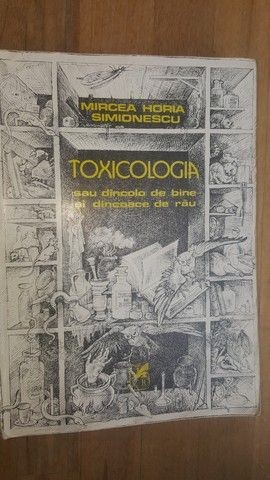 MIRCEA HORIA
SIMIONESCU
TOXICOLOGIA
sau dincolo de bine
și dincoace de rău